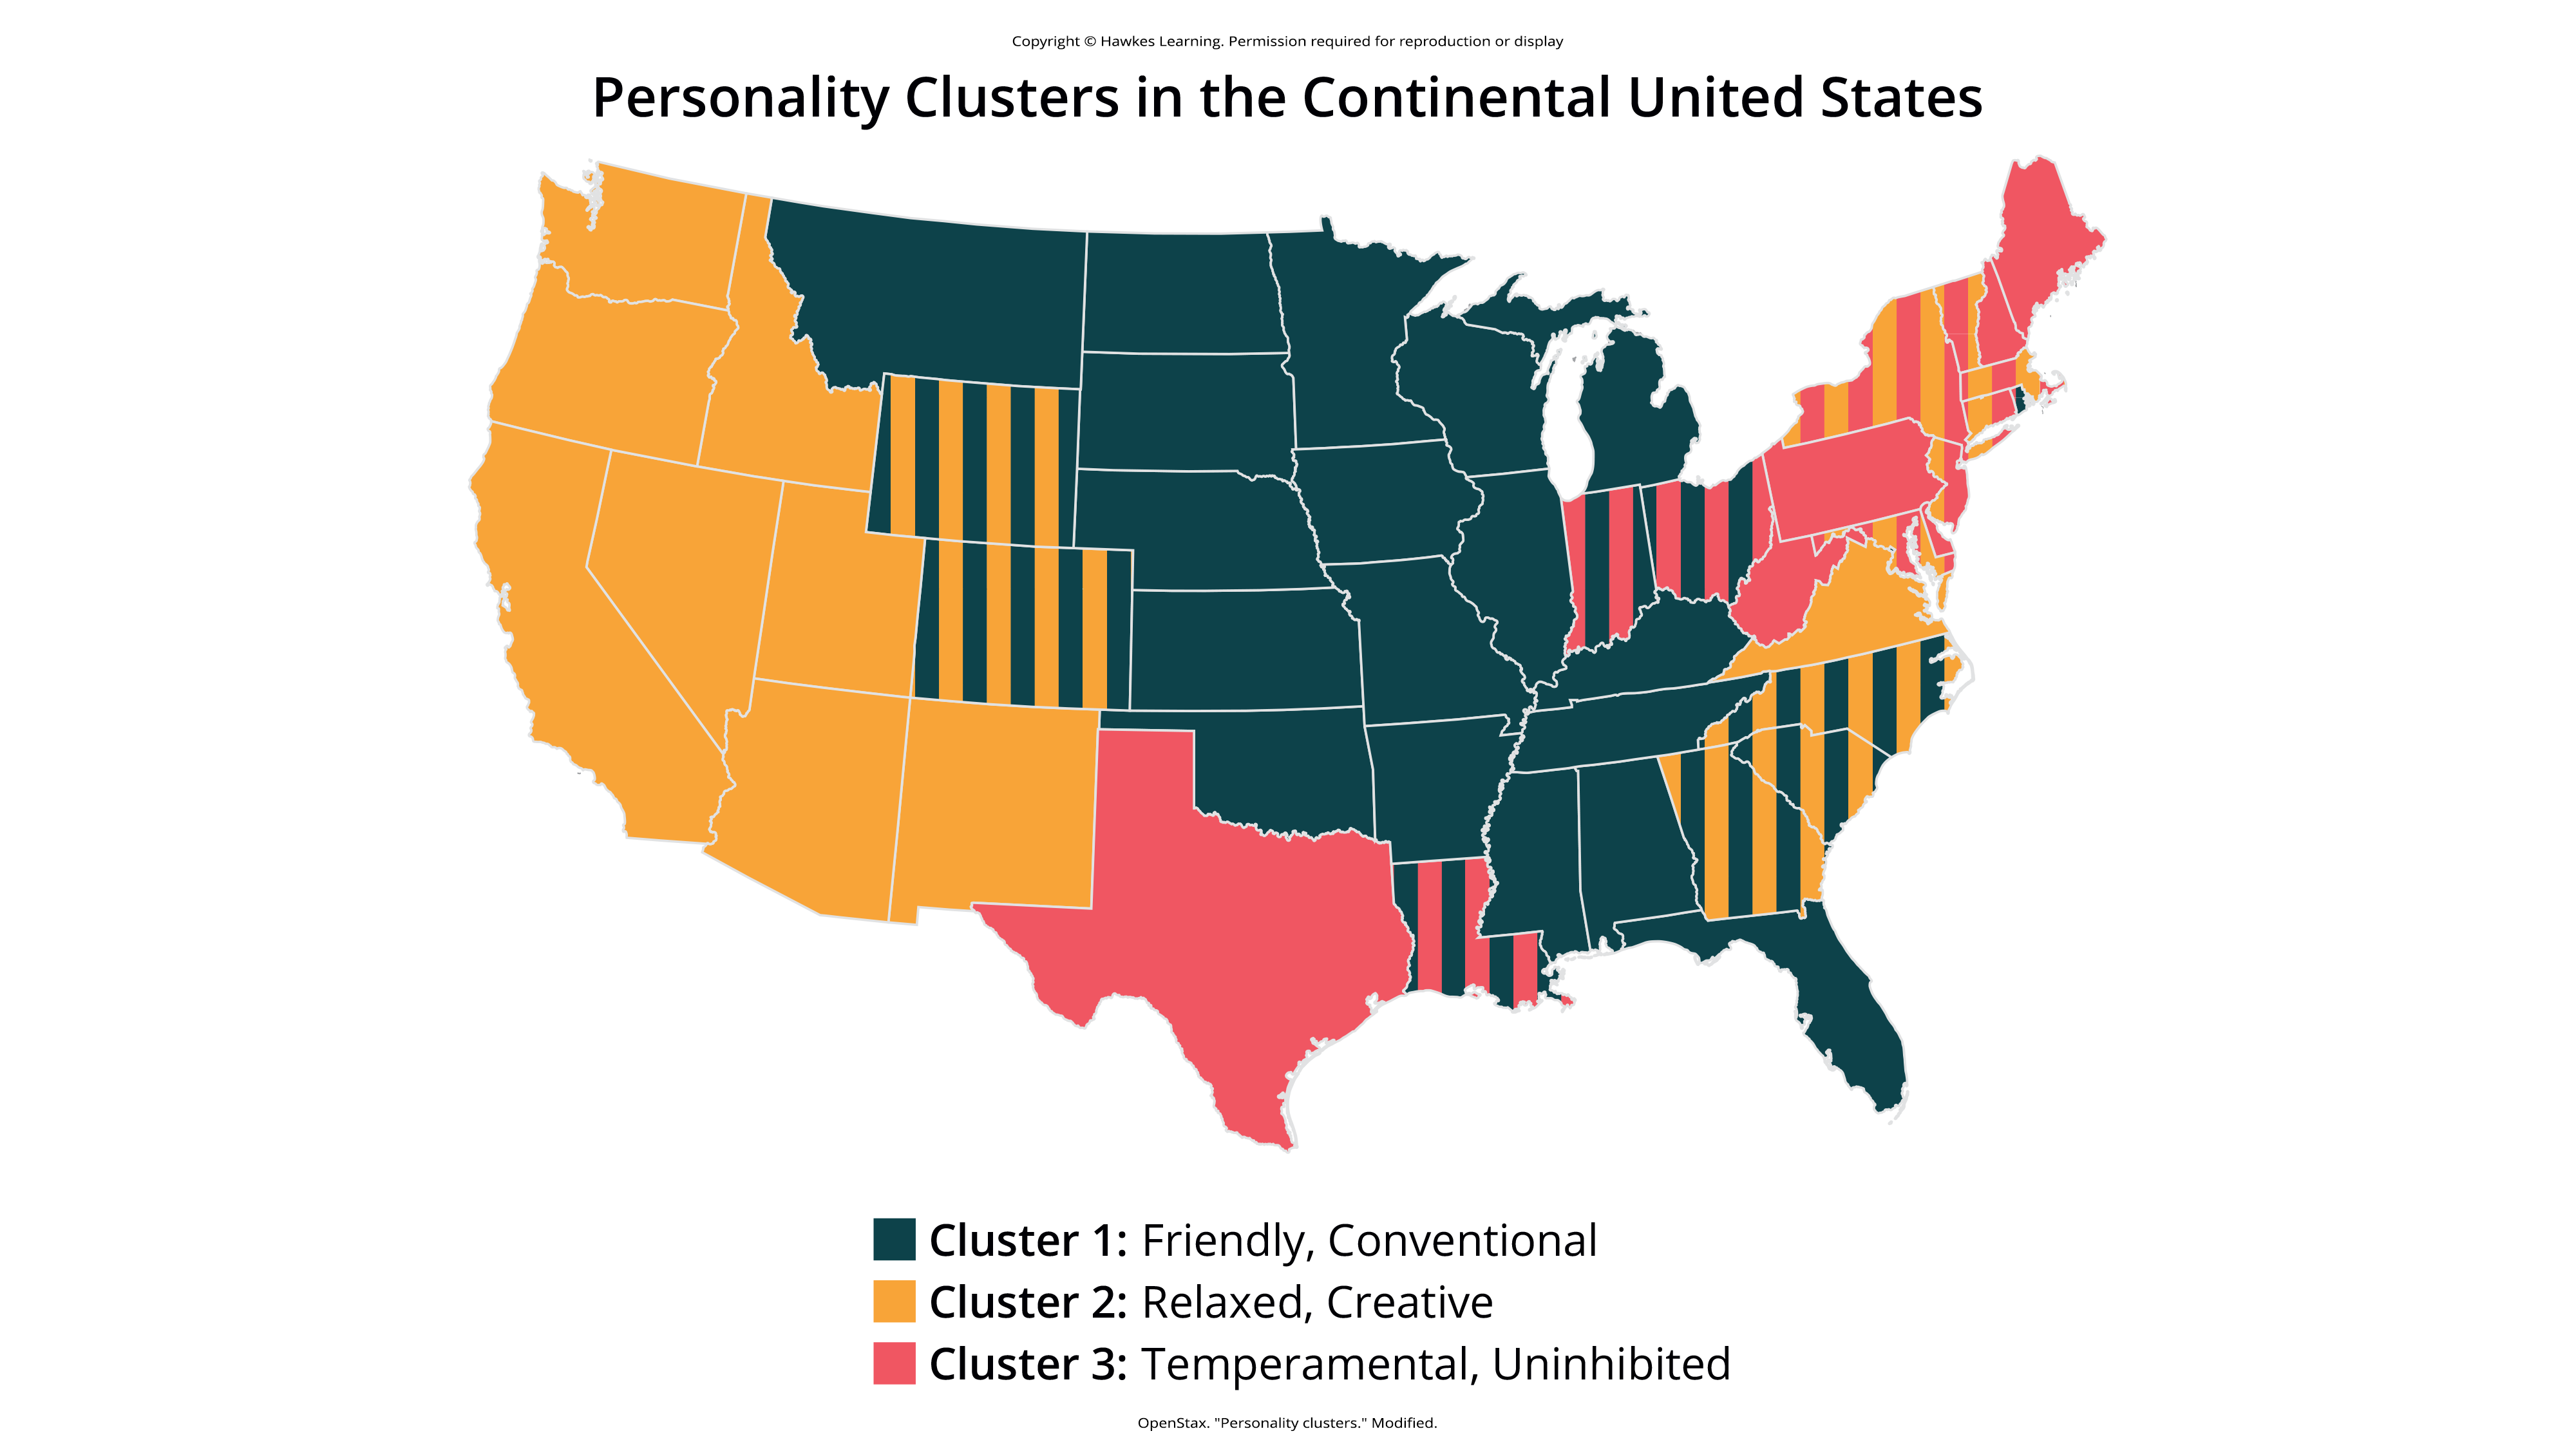 Copyright © Hawkes Learning. Permission required for reproduction or display
Personality Clusters in the Continental United States
Cluster 1: Friendly, Conventional
Cluster 2: Relaxed, Creative
Cluster 3: Temperamental, Uninhibited
OpenStax. "Personality clusters." Modified.